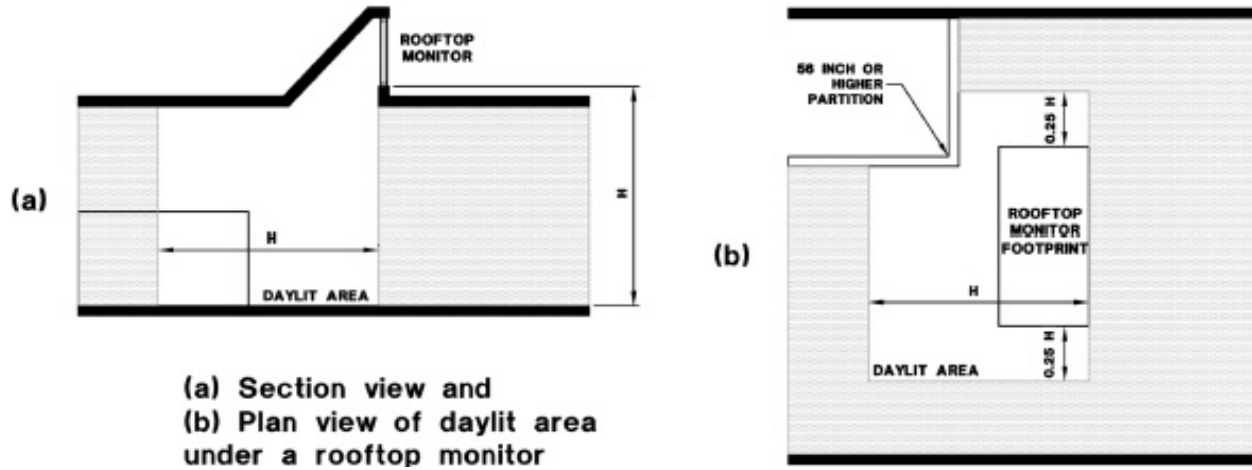 ROOFTOP
MONITOR
(a)
H
H
DAYLIT AREA
(a) Section view and
(b) Plan view of daylit area
under a rooftop monitor
56 INCH OR
HIGHER
PARTITION
0.25 H
(b)
ROOFTOP
MONITOR
FOOTPRINT
H
0.25 H
DAYLIT AREA